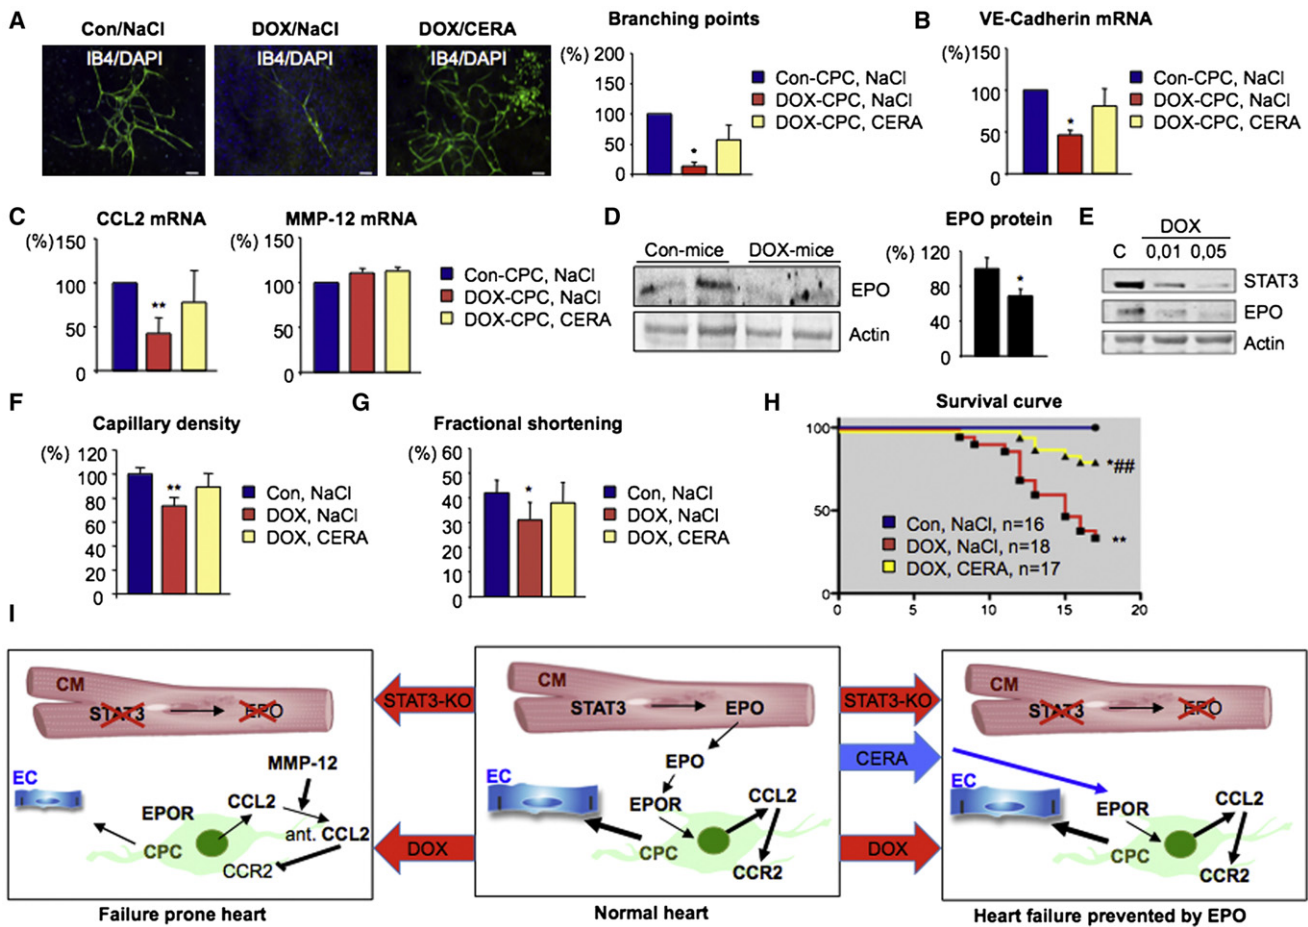 A
Con/NaCl DOX/NaCl DOX/CERA
IB4/DAPI IB4/DAPI IB4/DAPI
Branching points
(%) 200
150
100
50
0
*
Con-CPC, NaCl
DOX-CPC, NaCl
DOX-CPC, CERA
B
VE-Cadherin mRNA
(%) 150
100
50
0
*
Con-CPC, NaCl
DOX-CPC, NaCl
DOX-CPC, CERA
C
CCL2 mRNA
(%) 150
100
50
0
**
MMP-12 mRNA
(%) 150
100
50
0
Con-CPC, NaCl
DOX-CPC, NaCl
DOX-CPC, CERA
D
Con-mice DOX-mice
EPO
Actin
EPO protein
(%) 120
80
40
0
*
E
DOX
C 0,01 0,05
STAT3
EPO
Actin
F
Capillary density
(%) 120
100
80
60
40
20
0
**
Con, NaCl
DOX, NaCl
DOX, CERA
G
Fractional shortening
(%) 60
50
40
30
20
10
0
*
Con, NaCl
DOX, NaCl
DOX, CERA
H
Survival curve
100
50
0
0 5 10 15 20
*##
**
Con, NaCl, n=16
DOX, NaCl, n=18
DOX, CERA, n=17
I
CM
STAT3 EPO
MMP-12
EC
EPOR
CCL2
ant. CCL2
CPC
CCR2
Failure prone heart
STAT3-KO
DOX
CM
STAT3 EPO
EPO
EC
EPOR
CCL2
CPC
CCR2
Normal heart
STAT3-KO
CERA
DOX
CM
STAT3 EPO
EC
EPOR
CCL2
CPC
CCR2
Heart failure prevented by EPO